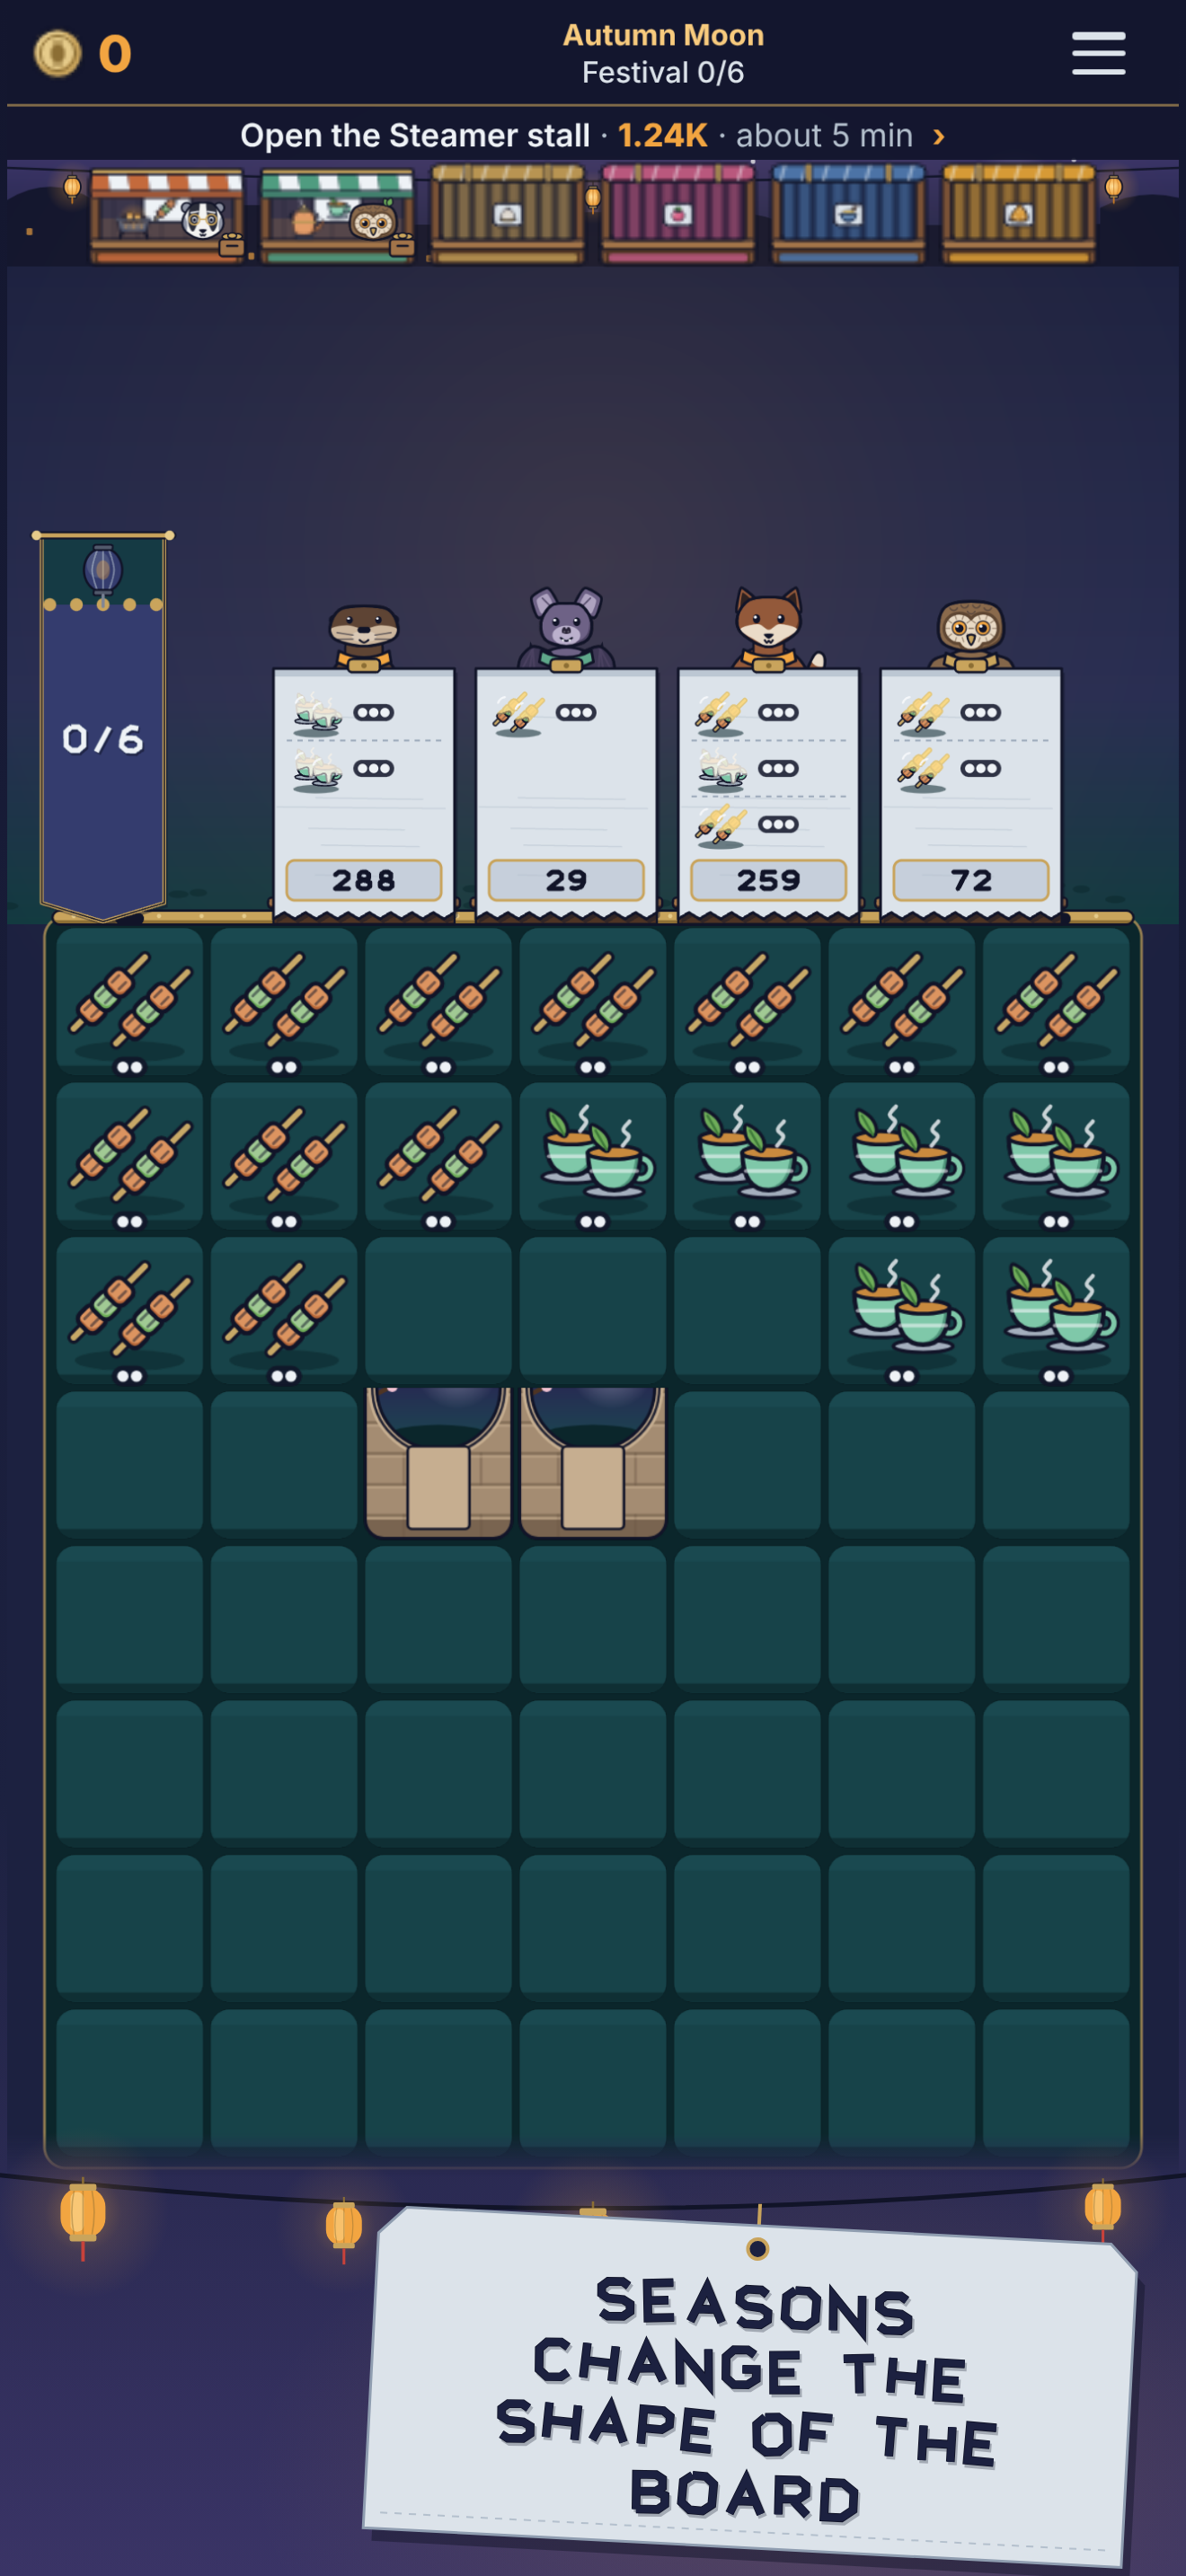 0
Autumn Moon
Festival 0/6
Open the Steamer stall · 1.24K · about 5 min ›
0/6
288
29
259
72
SEASONS
CHANGE THE
SHAPE OF THE
BOARD